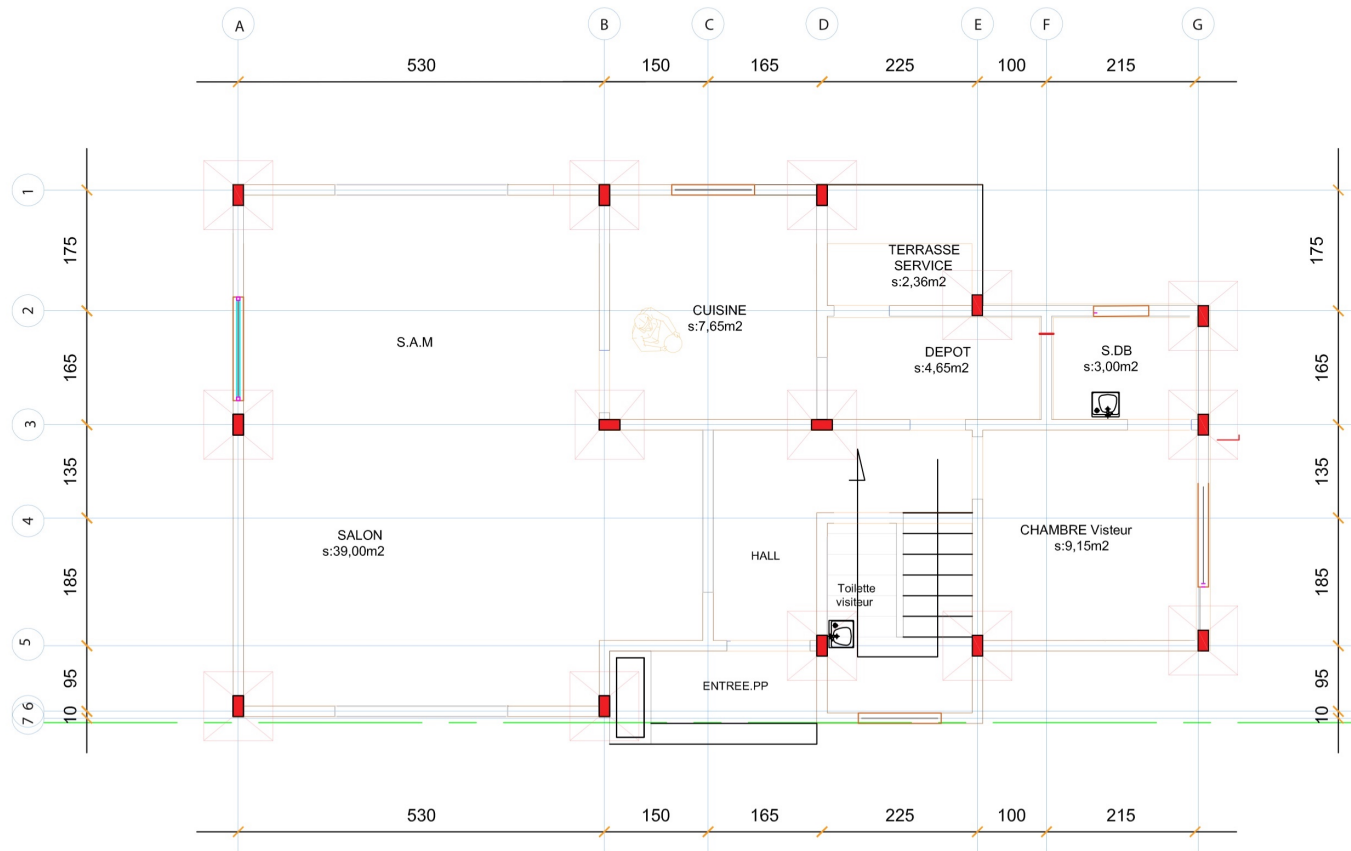 A B C D E F G
530 150 165 225 100 215
1
175
175
TERRASSE
SERVICE
s:2,36m2
2
CUISINE
s:7,65m2
S.A.M
165
DEPOT
s:4,65m2
S.DB
s:3,00m2
165
3
135
135
4
SALON
s:39,00m2
CHAMBRE Visteur
s:9,15m2
HALL
185
Toilette
visiteur
185
5
95
ENTREE.PP
95
6
10
7
10
530 150 165 225 100 215